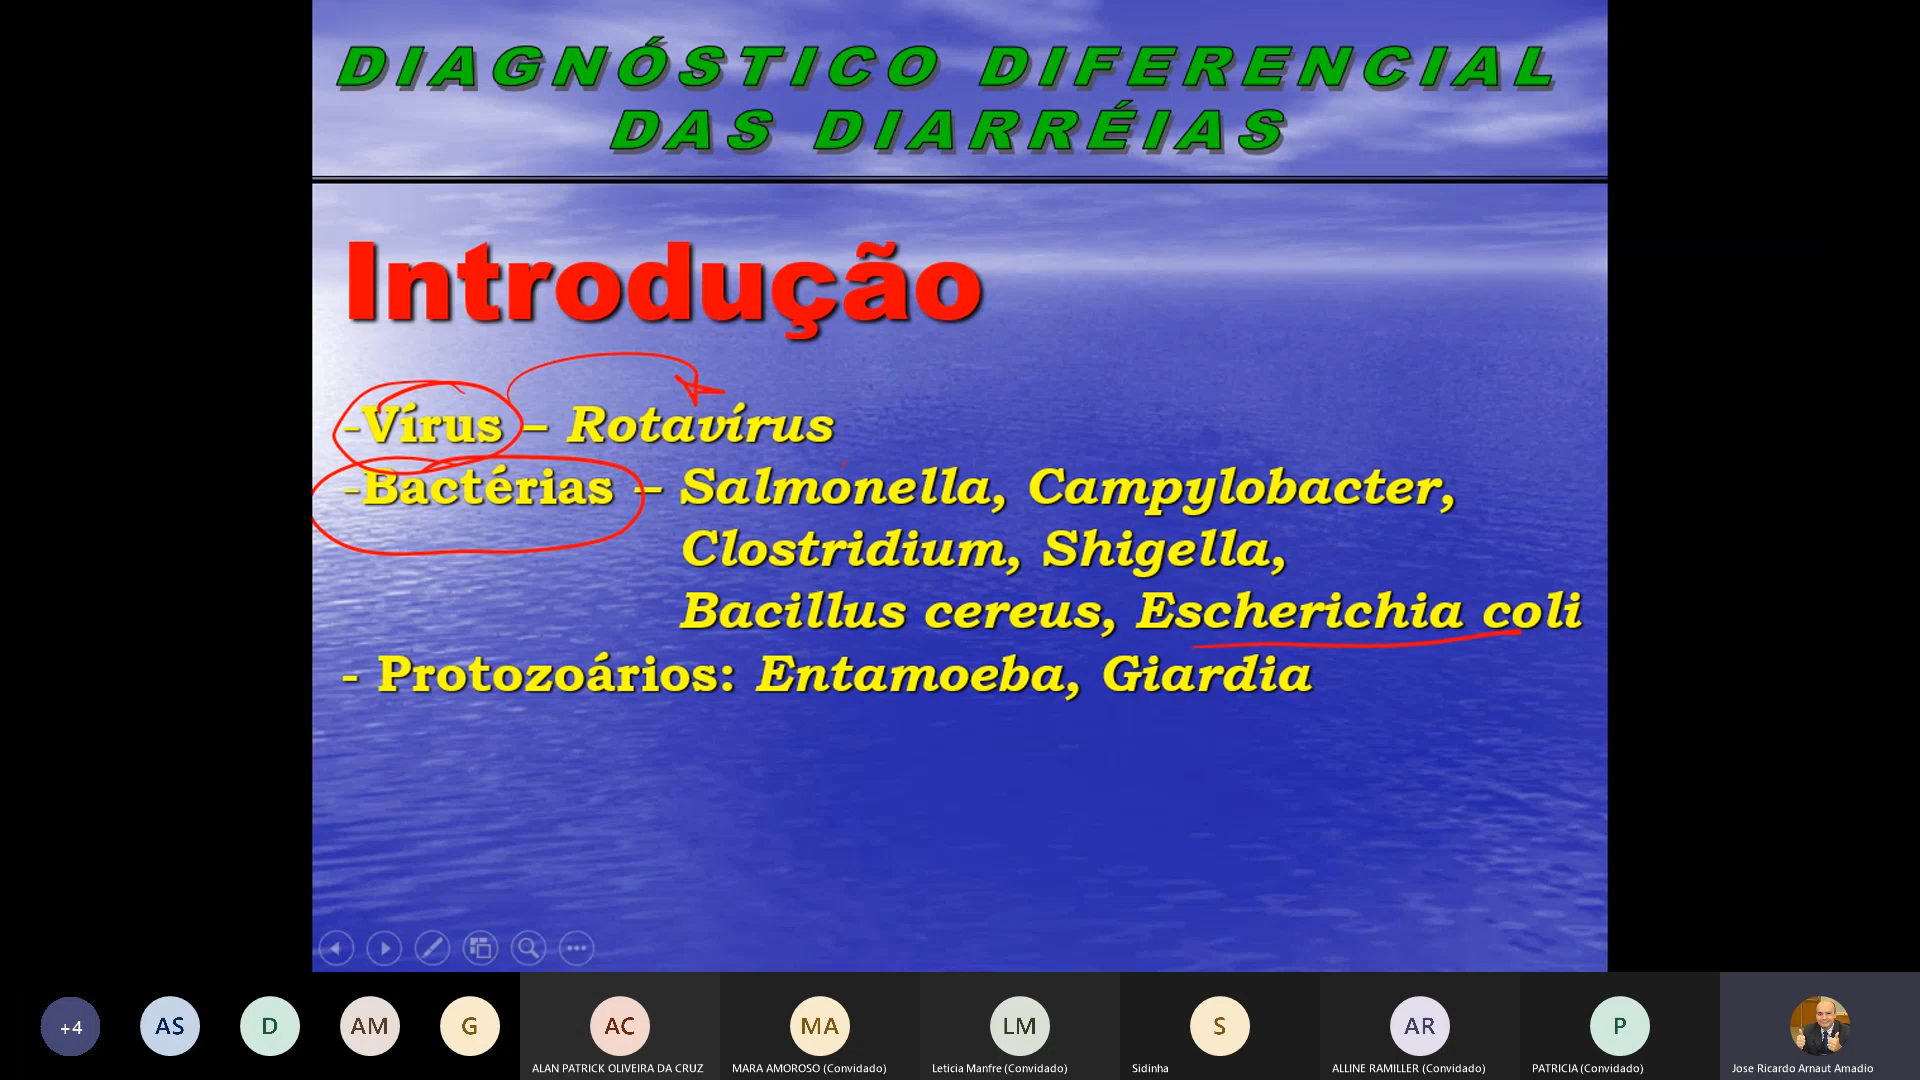 DIAGNÓSTICO DIFERENCIAL
DAS DIARRÉIAS
Introdução
-Vírus – Rotavírus
-Bactérias – Salmonella, Campylobacter,
Clostridium, Shigella,
Bacillus cereus, Escherichia coli
- Protozoários: Entamoeba, Giardia
+4
AS
D
AM
G
AC
MA
LM
S
AR
P
ALAN PATRICK OLIVEIRA DA CRUZ
MARA AMOROSO (Convidado)
Leticia Manfre (Convidado)
Sidinha
ALLINE RAMILLER (Convidado)
PATRICIA (Convidado)
Jose Ricardo Arnaut Amadio